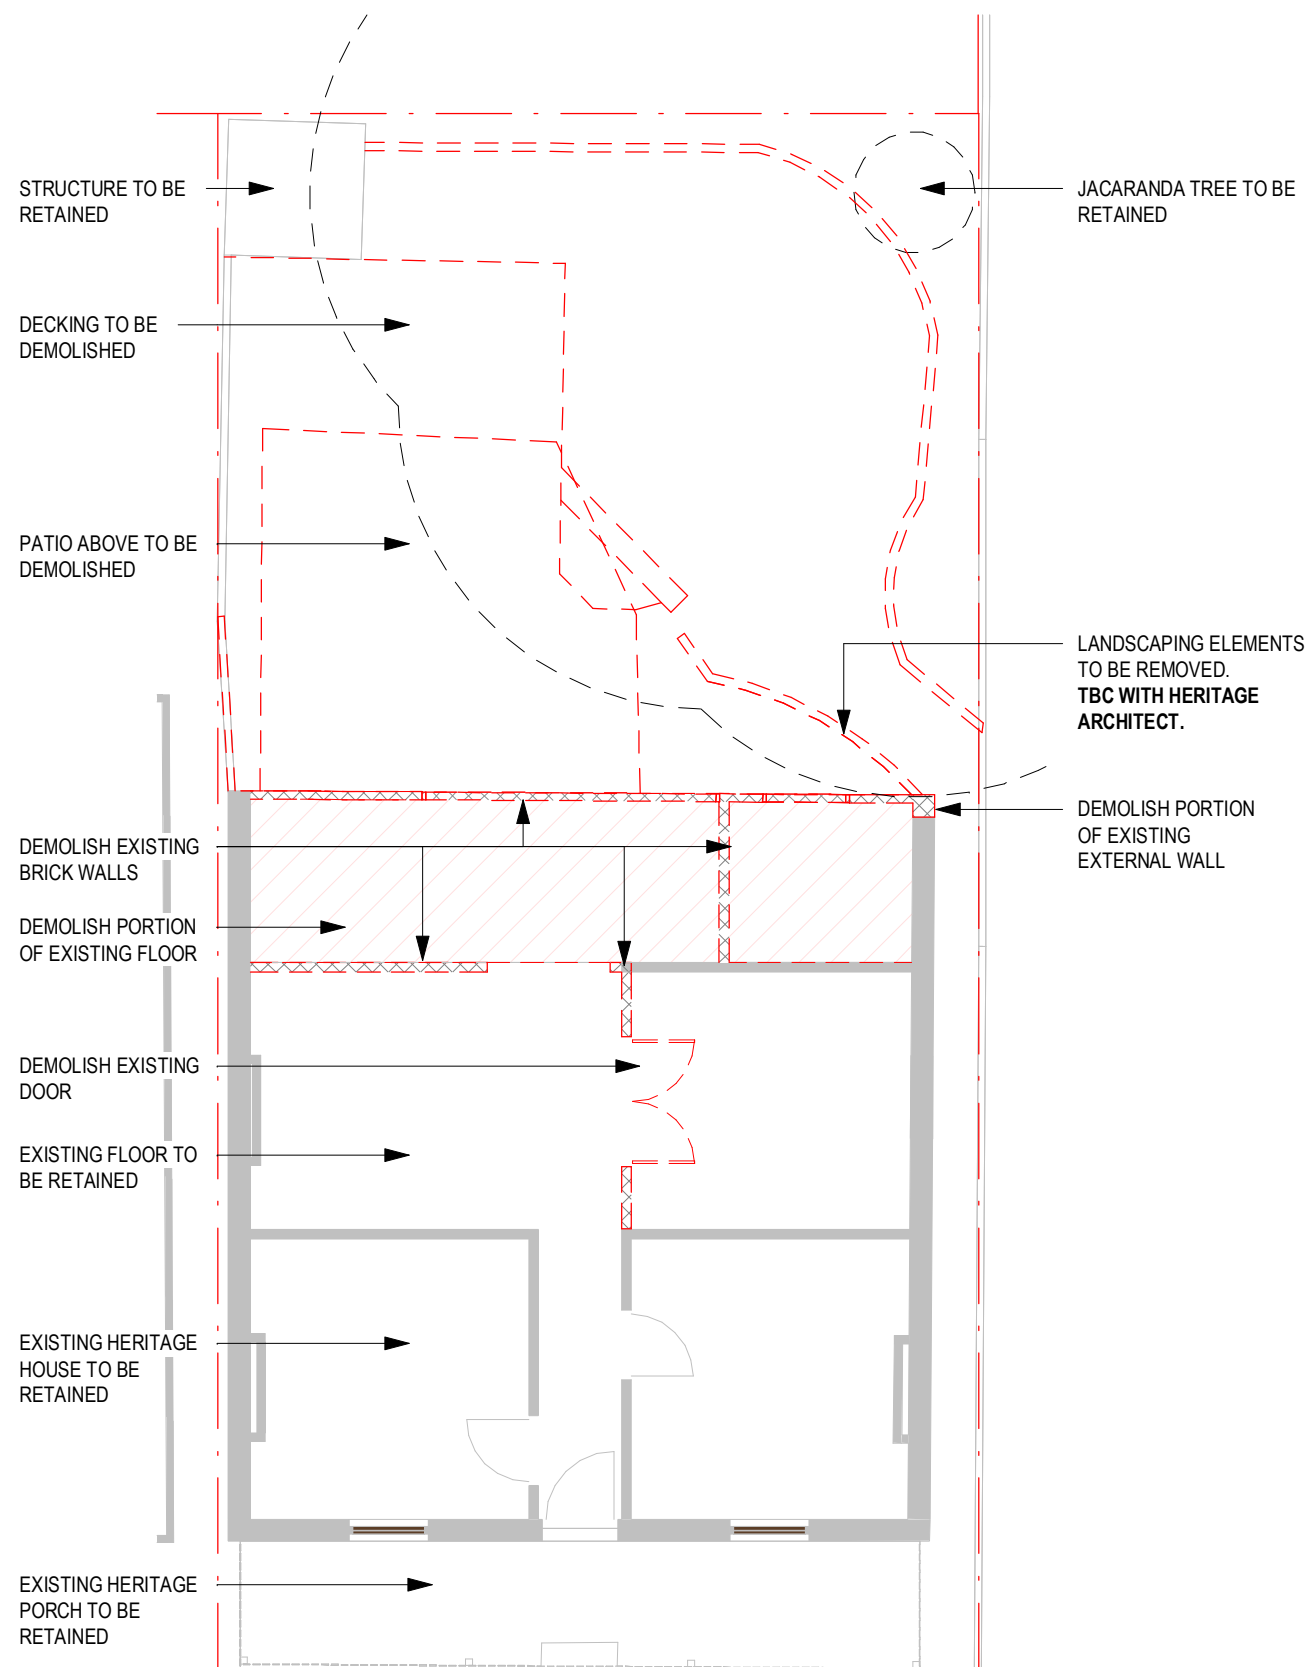 STRUCTURE TO BE
RETAINED
JACARANDA TREE TO BE
RETAINED
DECKING TO BE
DEMOLISHED
PATIO ABOVE TO BE
DEMOLISHED
LANDSCAPING ELEMENTS
TO BE REMOVED.
TBC WITH HERITAGE
ARCHITECT.
DEMOLISH PORTION
OF EXISTING
EXTERNAL WALL
DEMOLISH EXISTING
BRICK WALLS
DEMOLISH PORTION
OF EXISTING FLOOR
DEMOLISH EXISTING
DOOR
EXISTING FLOOR TO
BE RETAINED
EXISTING HERITAGE
HOUSE TO BE
RETAINED
EXISTING HERITAGE
PORCH TO BE
RETAINED